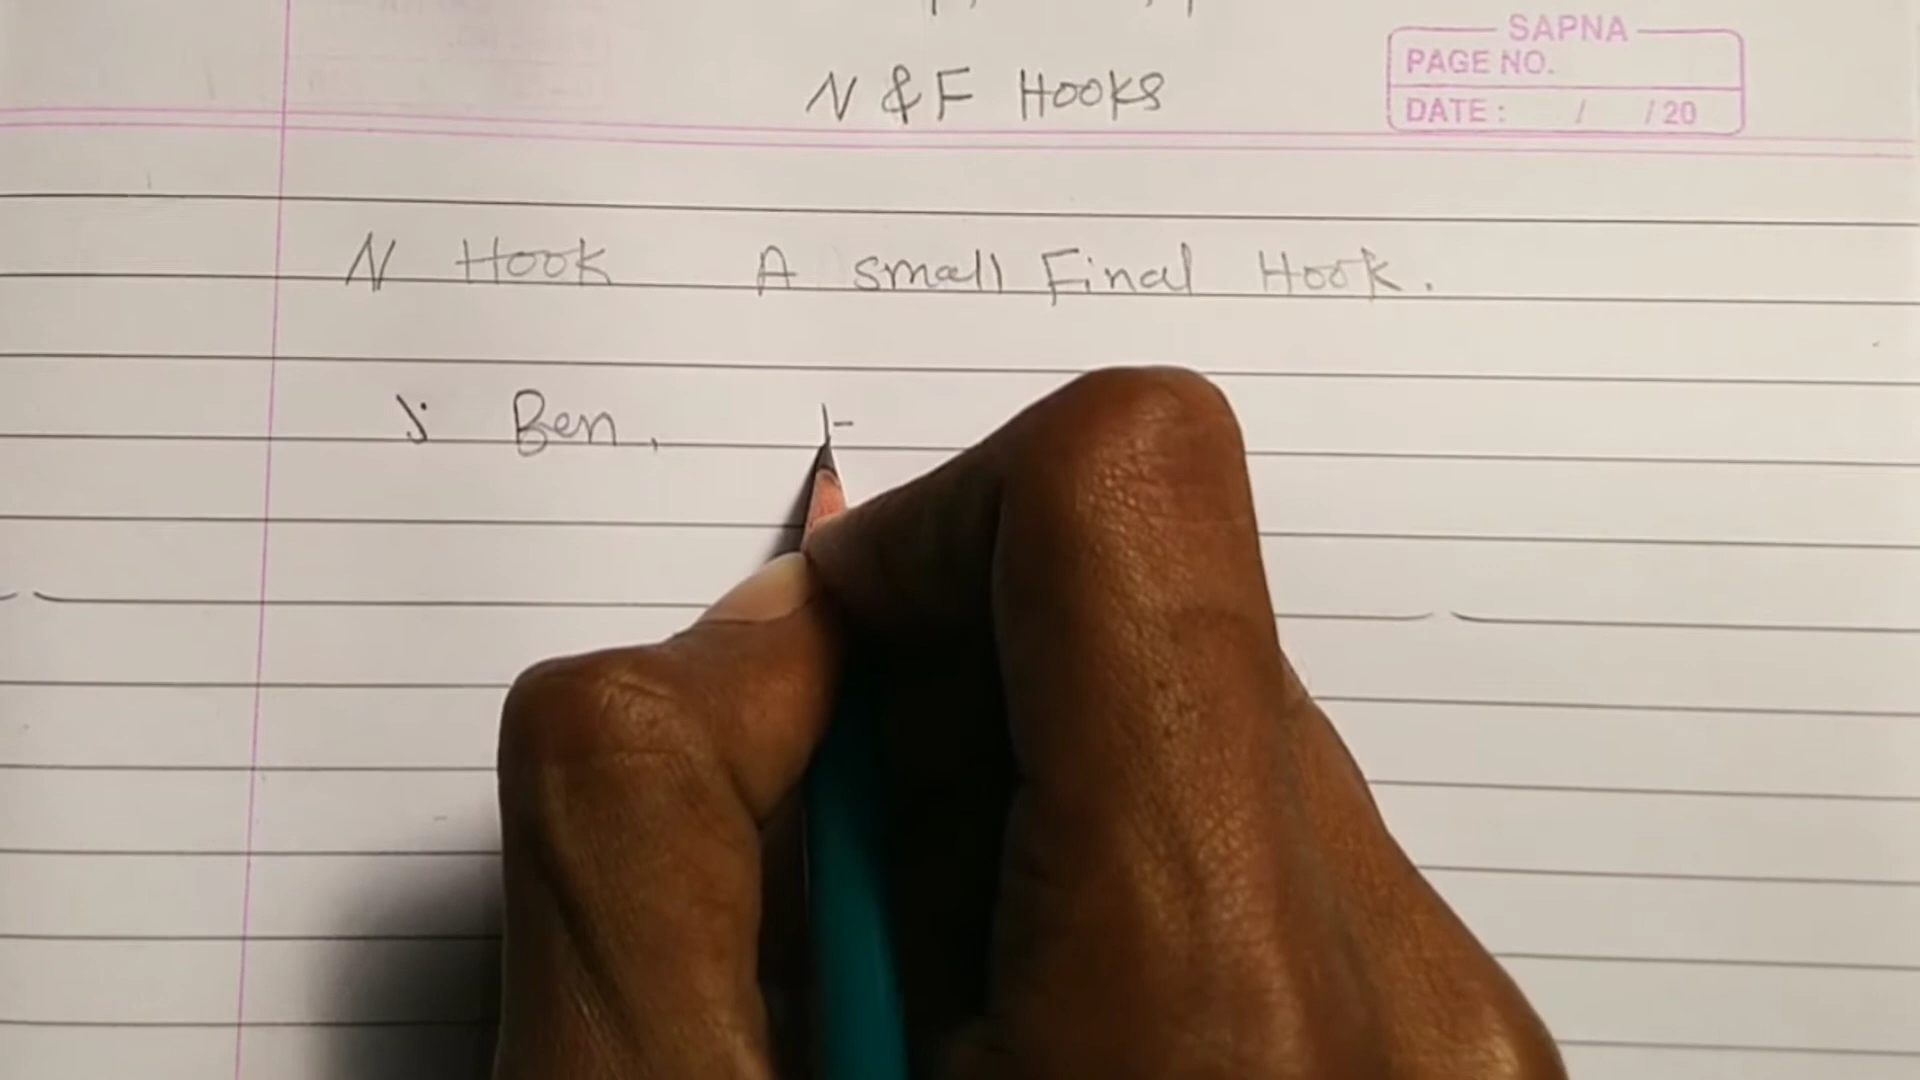 SAPNA
PAGE NO.
DATE : / / 20
N & F Hooks
N Hook A small Final Hook.
Ben,